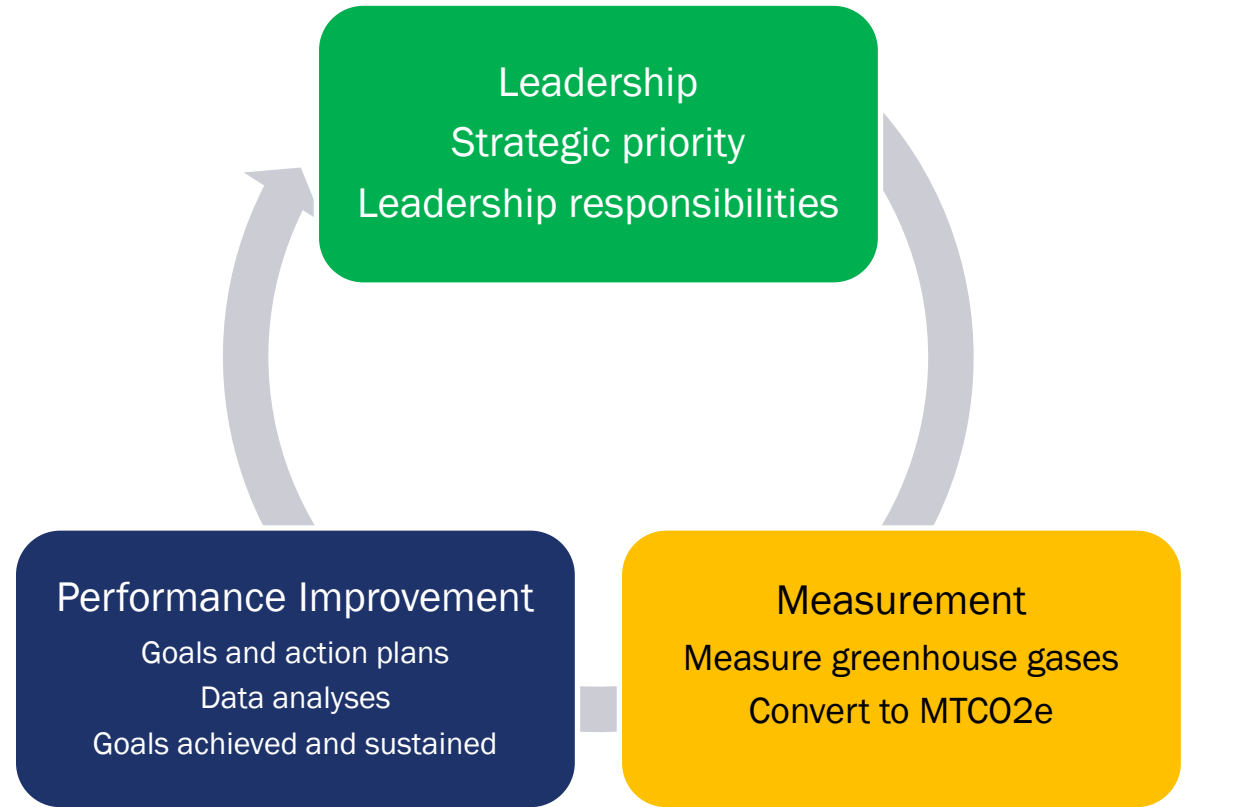 Leadership
Strategic priority
Leadership responsibilities
Performance Improvement
Goals and action plans
Data analyses
Goals achieved and sustained
Measurement
Measure greenhouse gases
Convert to MTCO2e